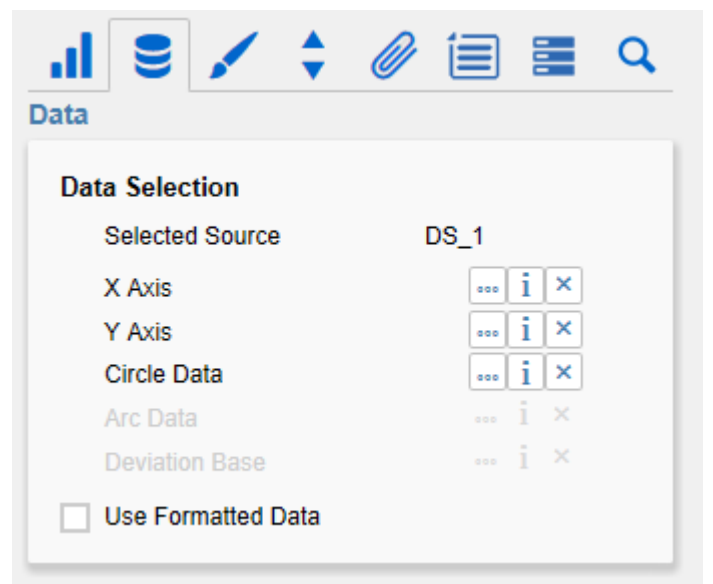 Data
Data Selection
Selected Source DS_1
X Axis ... i ×
Y Axis ... i ×
Circle Data ... i ×
Arc Data ... i ×
Deviation Base ... i ×
Use Formatted Data